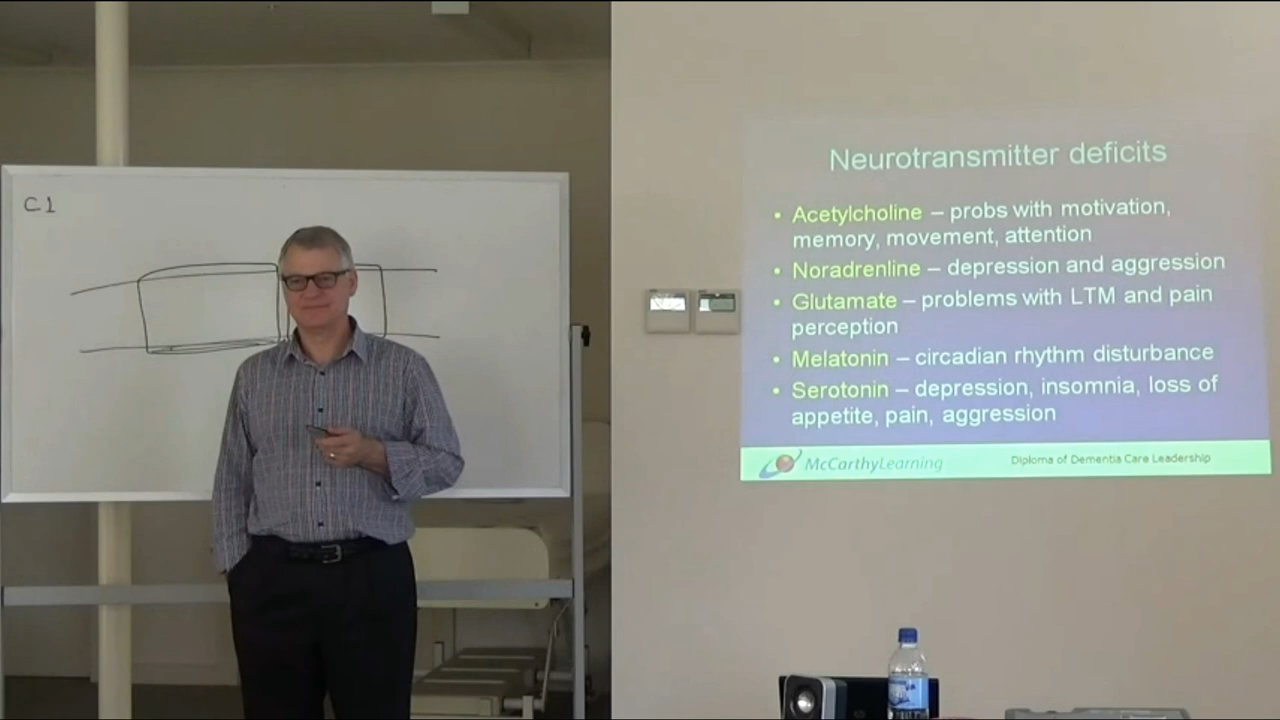 C1
Neurotransmitter deficits
• Acetylcholine – probs with motivation,
memory, movement, attention
• Noradrenline – depression and aggression
• Glutamate – problems with LTM and pain
perception
• Melatonin – circadian rhythm disturbance
• Serotonin – depression, insomnia, loss of
appetite, pain, aggression
McCarthyLearning
Diploma of Dementia Care Leadership